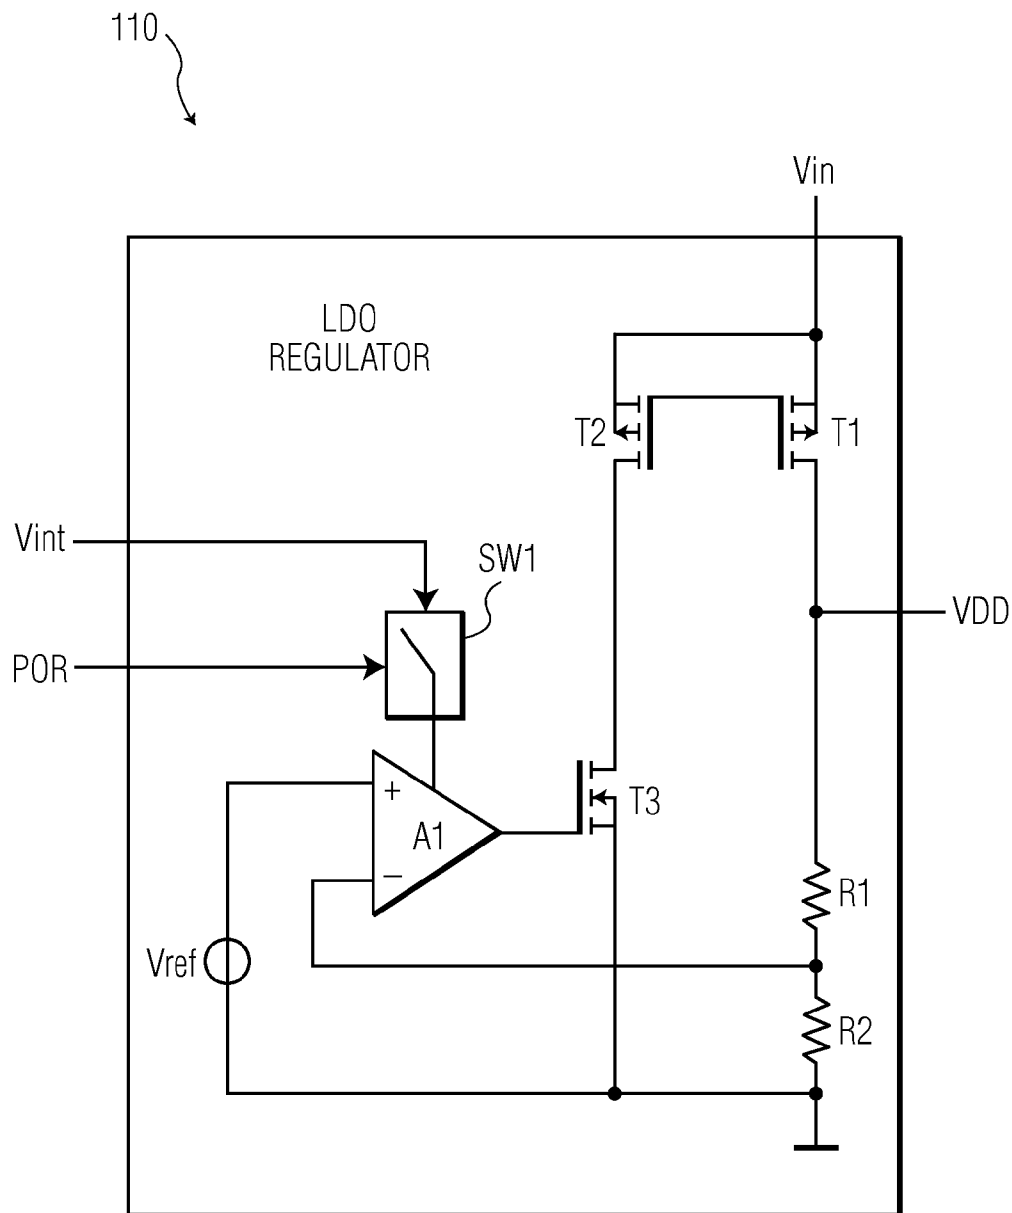 110
Vin
LDO
REGULATOR
T2
T1
Vint
SW1
VDD
POR
+
A1
T3
−
R1
Vref
R2